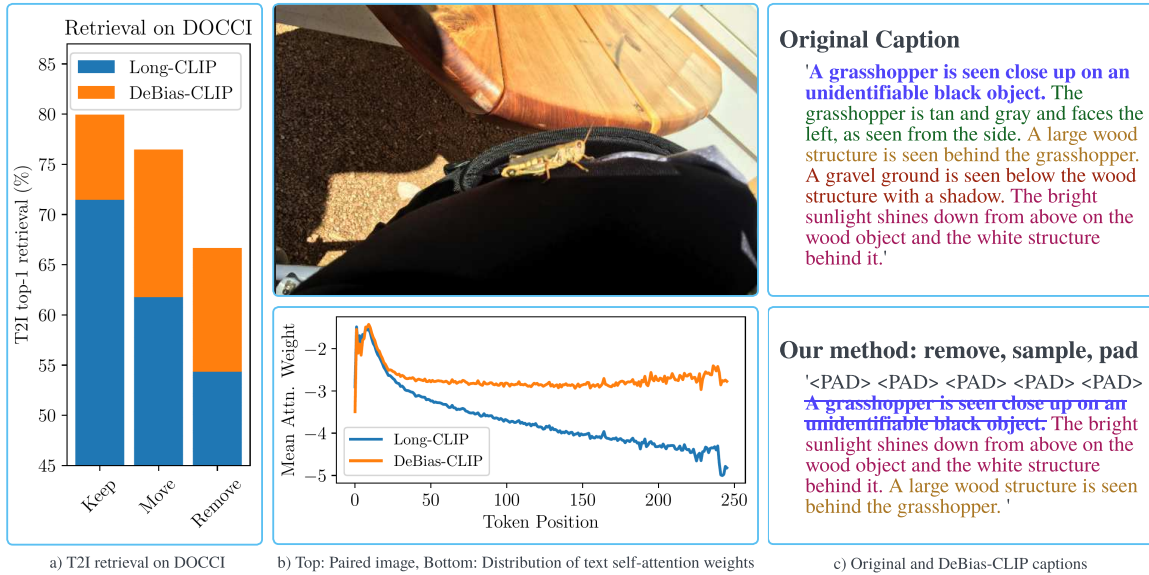 Retrieval on DOCCI
Long-CLIP
DeBias-CLIP
85
80
75
70
65
60
55
50
45
T2I top-1 retrieval (%)
Keep
Move
Remove
a) T2I retrieval on DOCCI
Mean Attn. Weight
−2
−3
−4
−5
Long-CLIP
DeBias-CLIP
0
50
100
150
200
250
Token Position
b) Top: Paired image, Bottom: Distribution of text self-attention weights
Original Caption
'A grasshopper is seen close up on an
unidentifiable black object. The
grasshopper is tan and gray and faces the
left, as seen from the side. A large wood
structure is seen behind the grasshopper.
A gravel ground is seen below the wood
structure with a shadow. The bright
sunlight shines down from above on the
wood object and the white structure
behind it.'
Our method: remove, sample, pad
'<PAD> <PAD> <PAD> <PAD> <PAD>
A grasshopper is seen close up on an
unidentifiable black object. The bright
sunlight shines down from above on the
wood object and the white structure
behind it. A large wood structure is seen
behind the grasshopper. '
c) Original and DeBias-CLIP captions